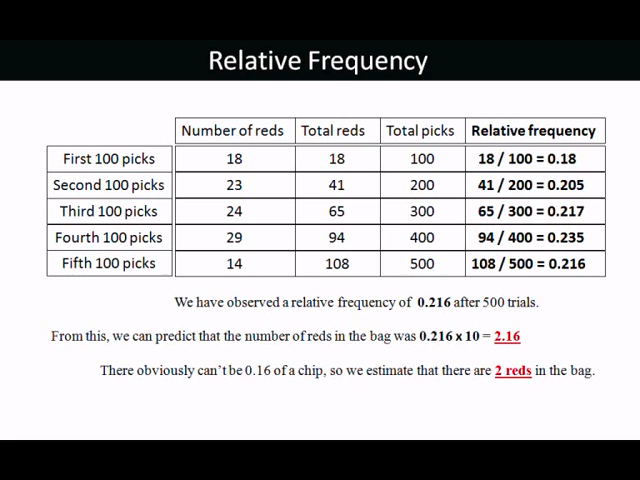 Relative Frequency
Number of reds Total reds Total picks Relative frequency
First 100 picks 18 18 100 18 / 100 = 0.18
Second 100 picks 23 41 200 41 / 200 = 0.205
Third 100 picks 24 65 300 65 / 300 = 0.217
Fourth 100 picks 29 94 400 94 / 400 = 0.235
Fifth 100 picks 14 108 500 108 / 500 = 0.216
We have observed a relative frequency of 0.216 after 500 trials.
From this, we can predict that the number of reds in the bag was 0.216 x 10 = 2.16
There obviously can't be 0.16 of a chip, so we estimate that there are 2 reds in the bag.